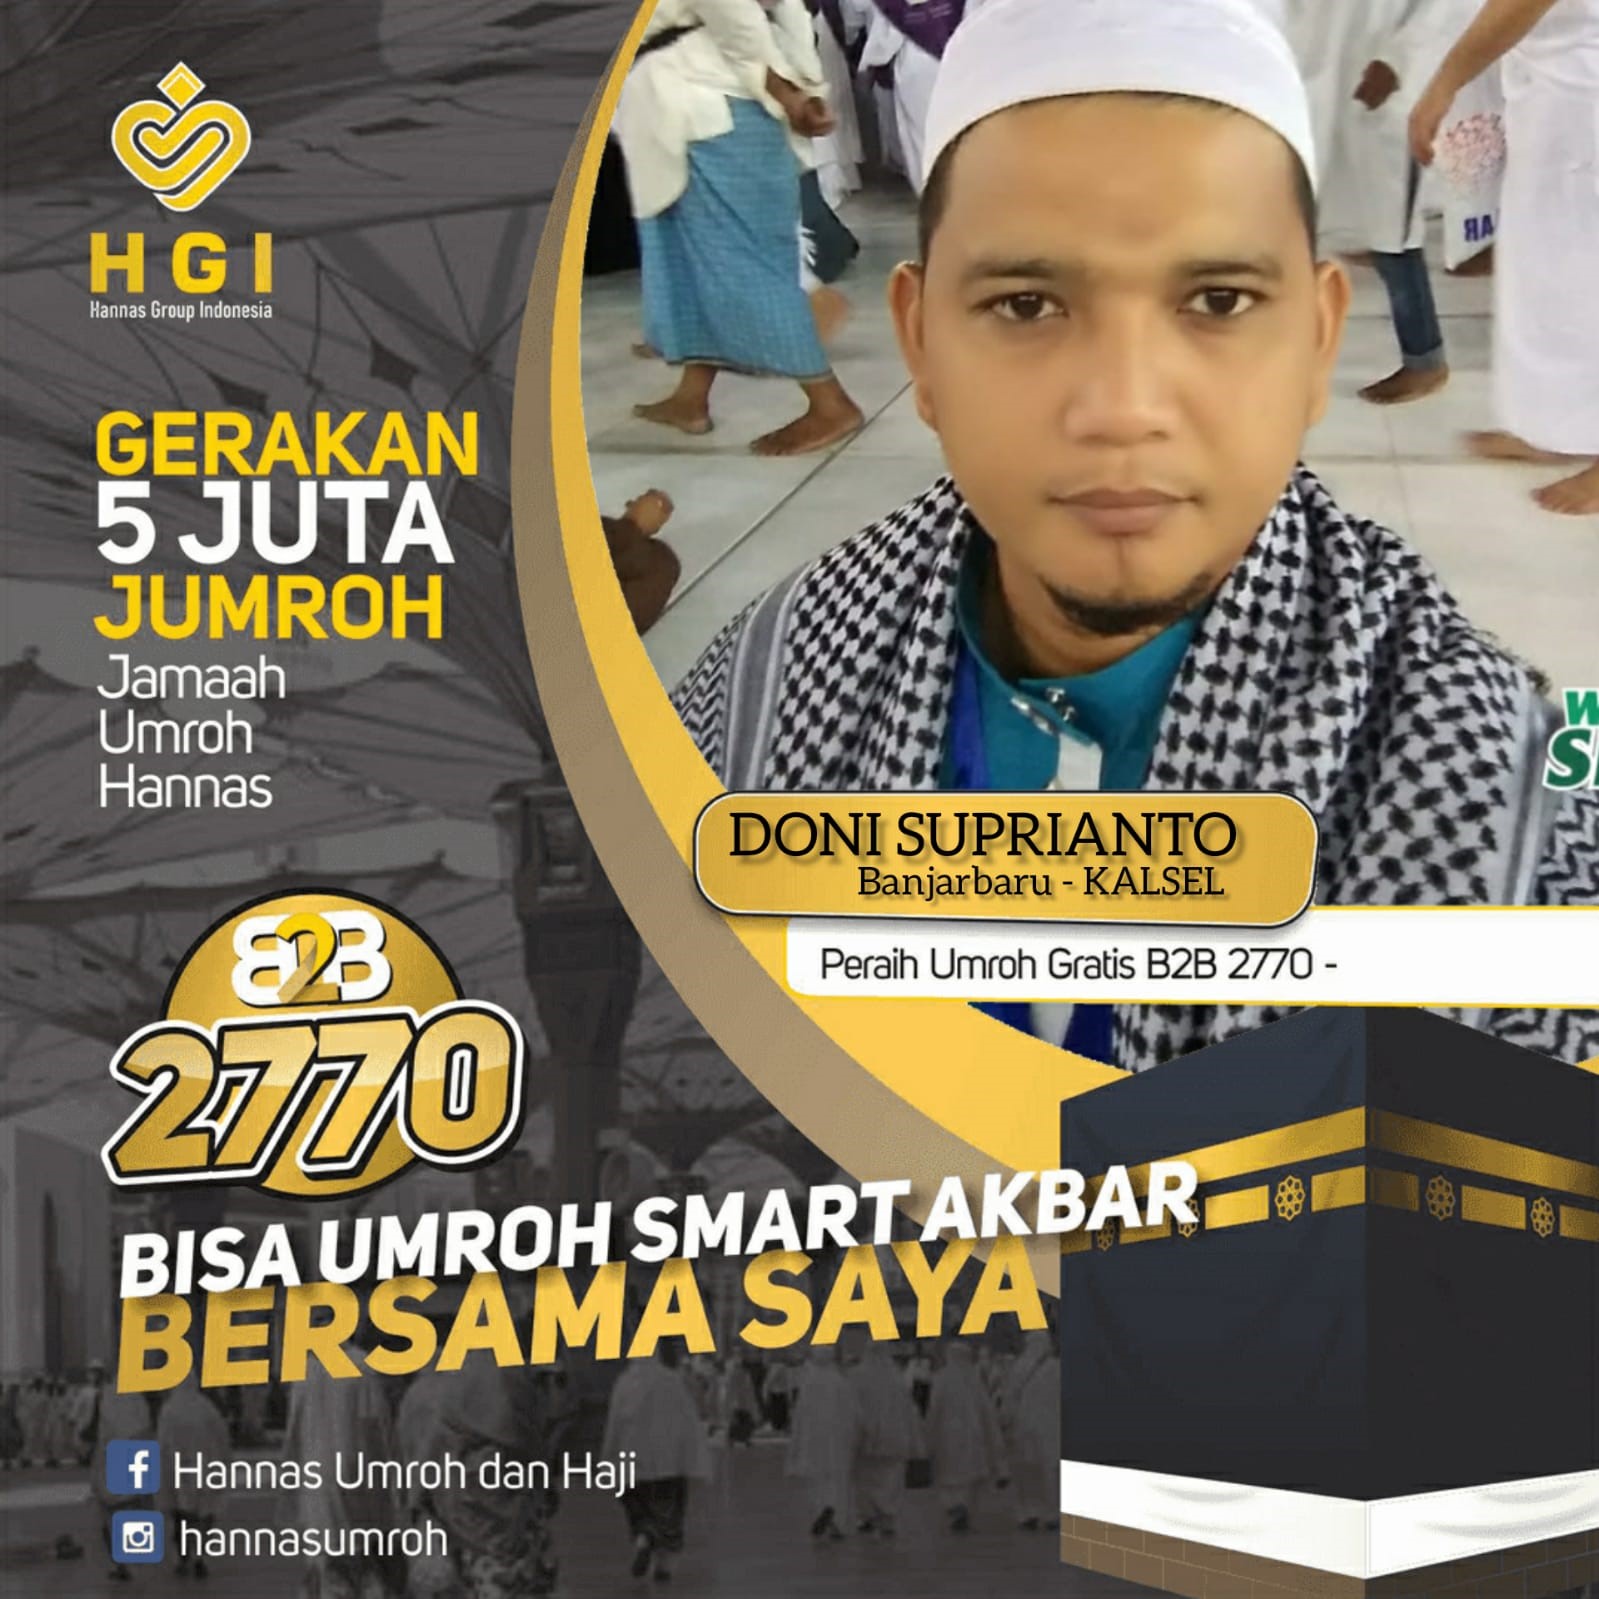 HGI
Hannas Group Indonesia
GERAKAN
5 JUTA
JUMROH
Jamaah
Umroh
Hannas
DONI SUPRIANTO
Banjarbaru - KALSEL
Peraih Umroh Gratis B2B 2770 -
B2B
2770
BISA UMROH SMART AKBAR
BERSAMA SAYA
Hannas Umroh dan Haji
hannasumroh